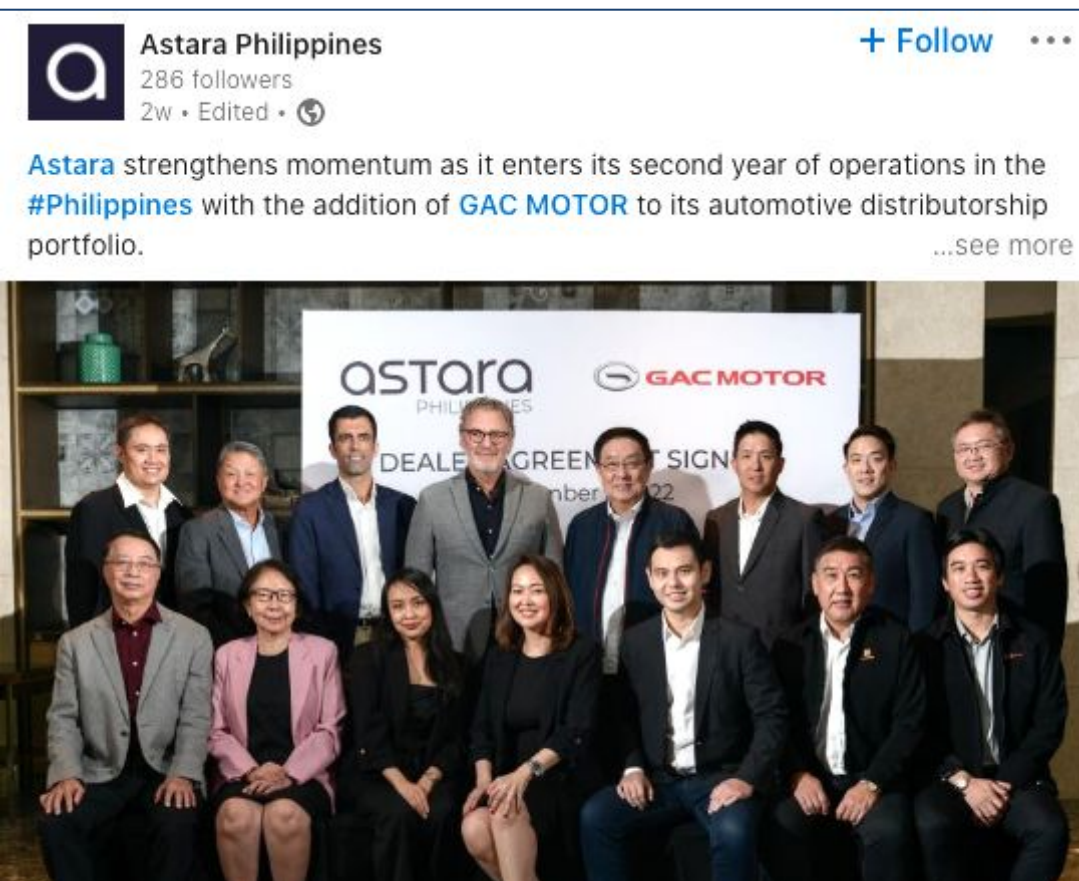 Astara Philippines
+ Follow
286 followers
2w • Edited •
Astara strengthens momentum as it enters its second year of operations in the
#Philippines with the addition of GAC MOTOR to its automotive distributorship
portfolio.
...see more
astara
GAC MOTOR